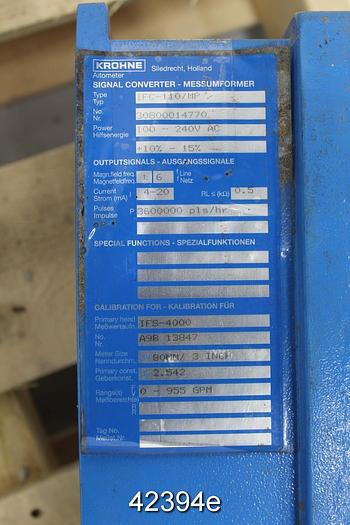 KROHNE
Altometer
Sliedrecht, Holland
SIGNAL CONVERTER - MESSUMFORMER
Type IFC-110/MP
Typ
No. 30800014770
Nr.
Power 100 - 240V AC
Hilfsenergie
+10% - 15%
OUTPUTSIGNALS - AUSGANGSSIGNALE
Magn.field freq. 1 6 f Line
Magnetfeldfreq. Netz
Current I 4-20 RL ≤ (kΩ) 0.5
Strom (mA)
Pulses P 3600000 pls/hr
Impulse
SPECIAL FUNCTIONS - SPEZIALFUNKTIONEN
CALIBRATION FOR - KALIBRATION FÜR
Primary head IFS-4000
Meßwertaufn.
No. A98 13847
Nr.
Meter Size 80MM/ 3 INCH
Nenndurchm.
Primary const. 2.542
Geberkonst.
Range(s) F 0 - 955 GPM
Meßbereich(e)
Tag No.
Meßst. Nr.
42394e